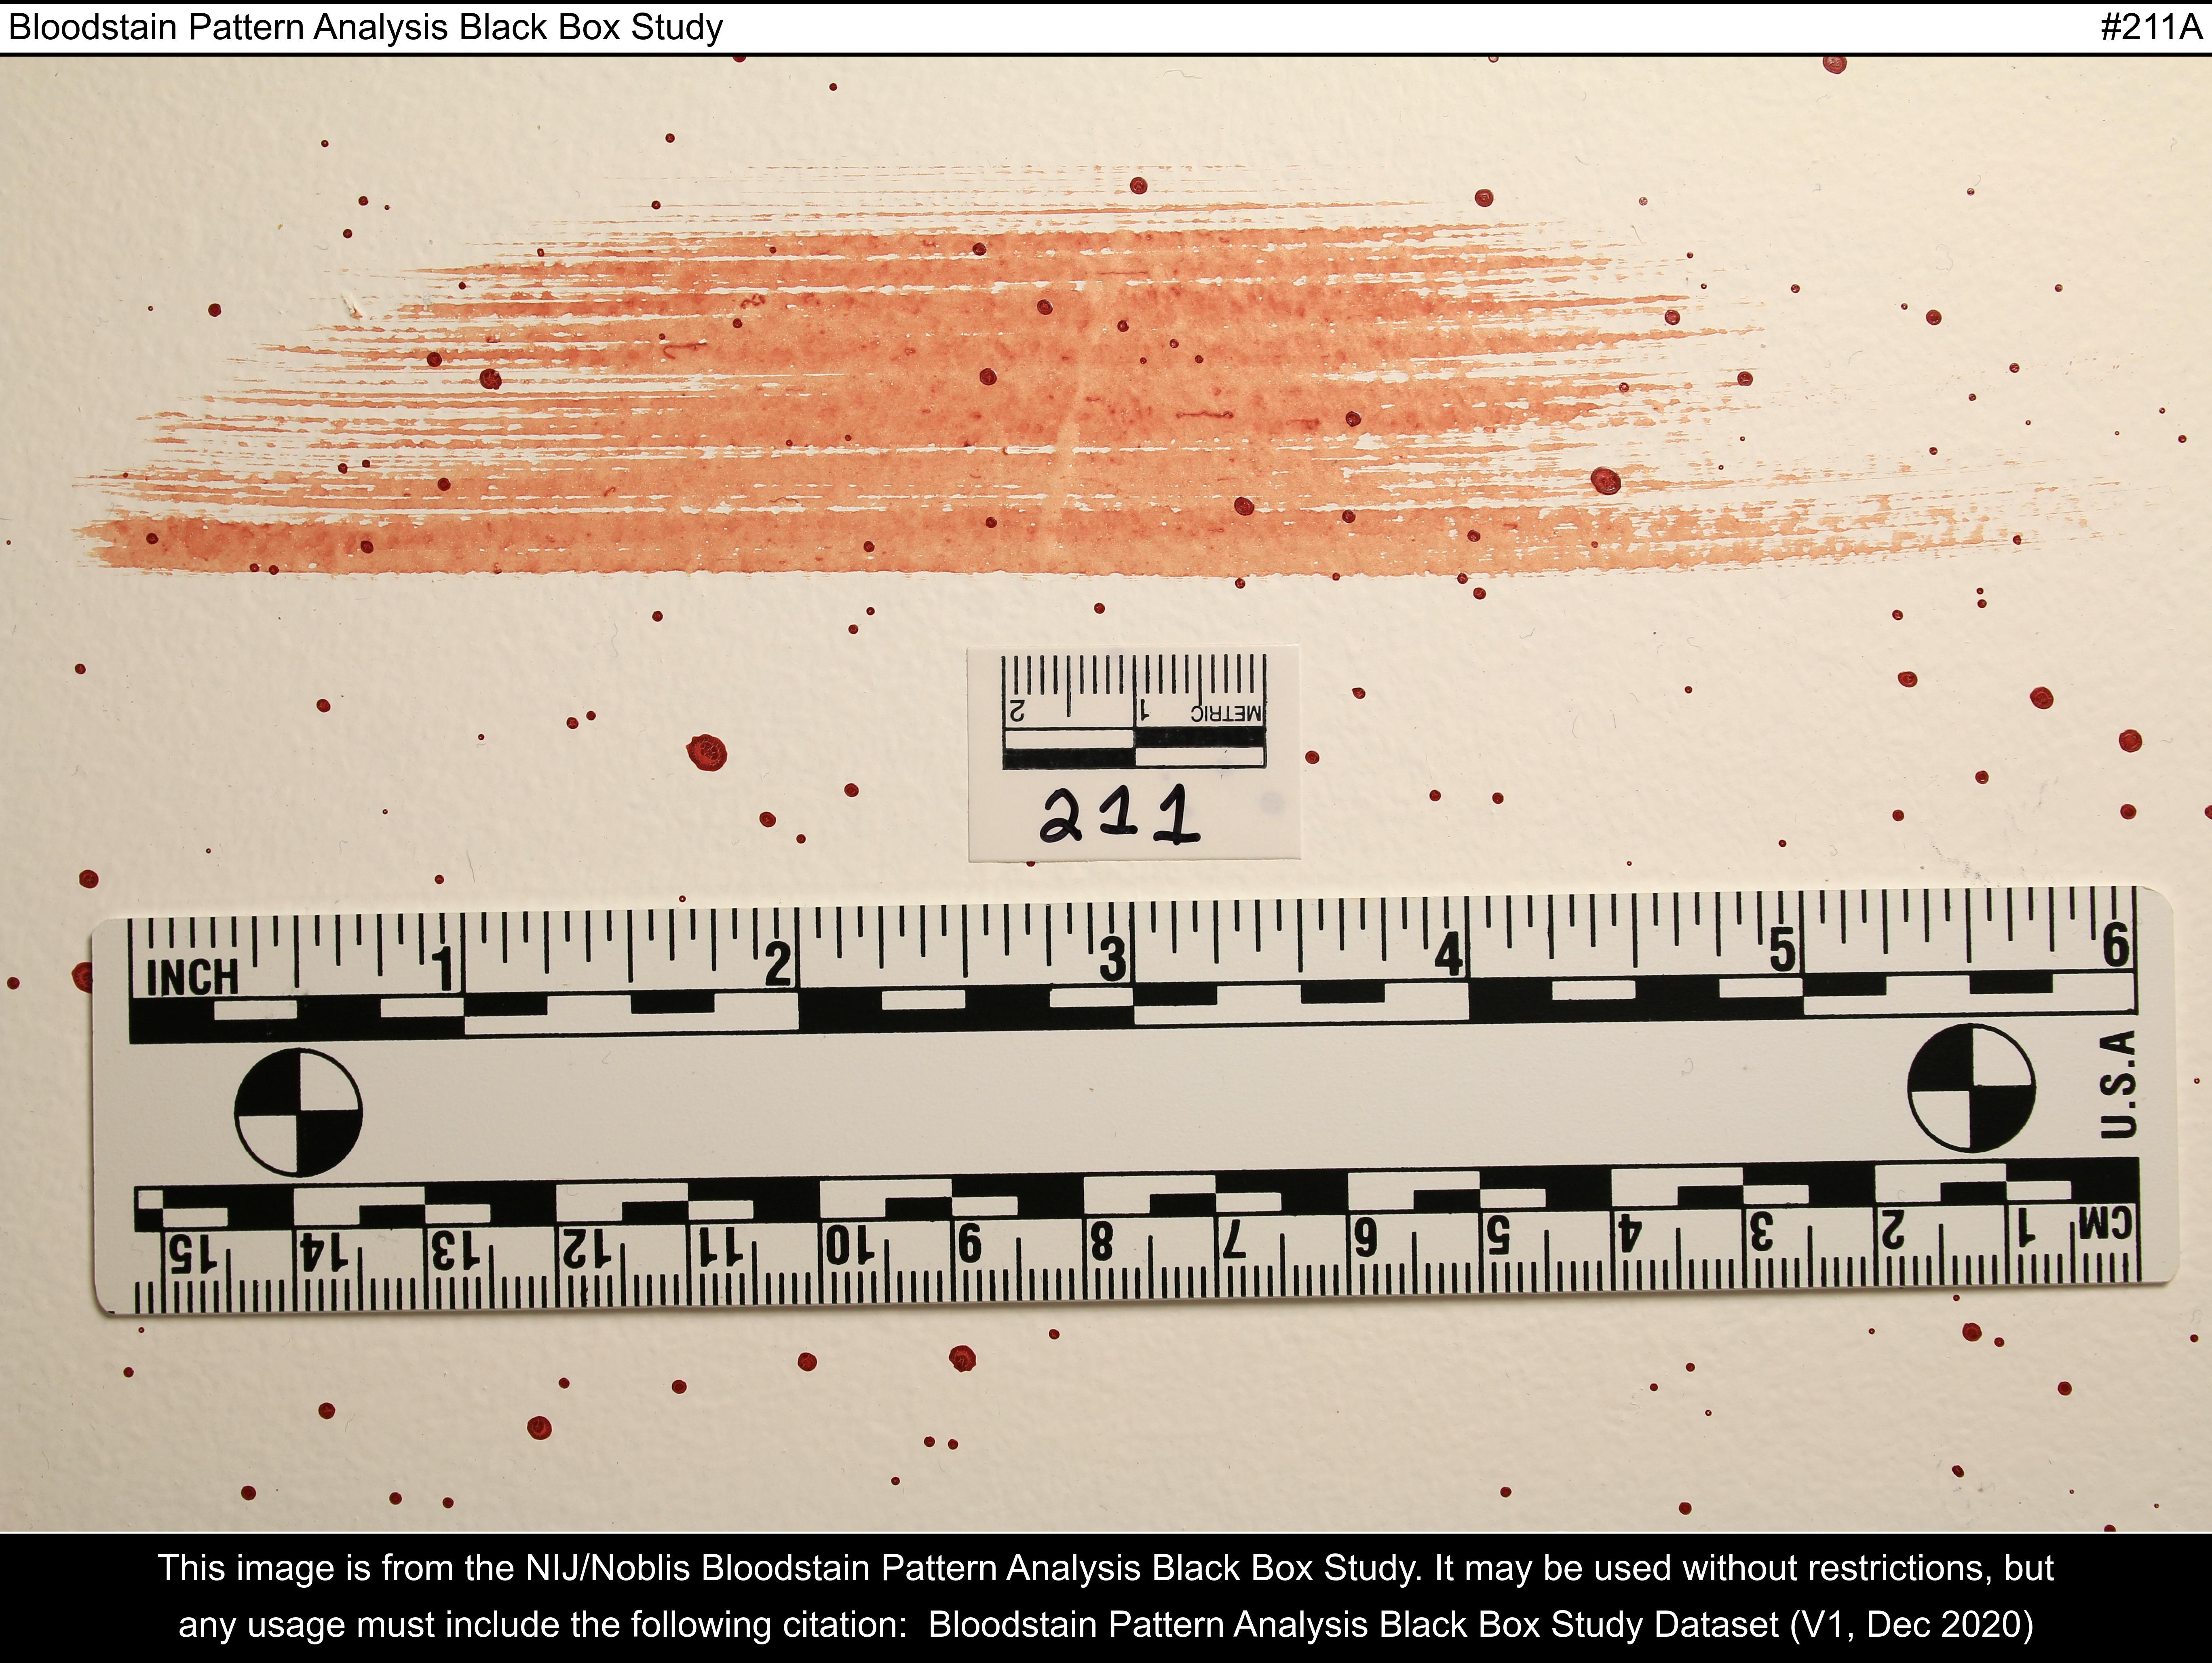 Bloodstain Pattern Analysis Black Box Study #211A
2 1 METRIC
211
INCH 1 2 3 4 5 6
U.S.A
15 14 13 12 11 10 9 8 7 6 5 4 3 2 1 CM
This image is from the NIJ/Noblis Bloodstain Pattern Analysis Black Box Study. It may be used without restrictions, but
any usage must include the following citation: Bloodstain Pattern Analysis Black Box Study Dataset (V1, Dec 2020)